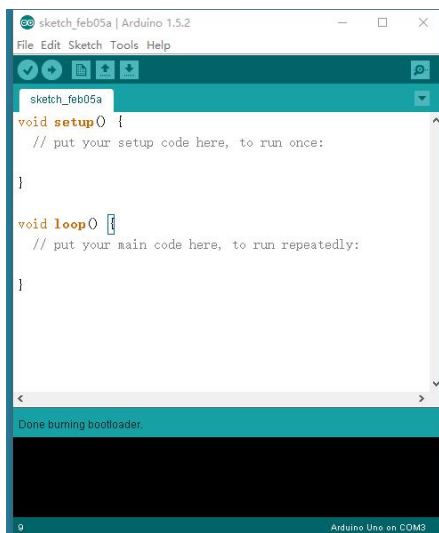 sketch_feb05a | Arduino 1.5.2
File Edit Sketch Tools Help
sketch_feb05a
void setup() {
// put your setup code here, to run once:
}
void loop() {
// put your main code here, to run repeatedly:
}
Done burning bootloader.
9 Arduino Uno on COM3